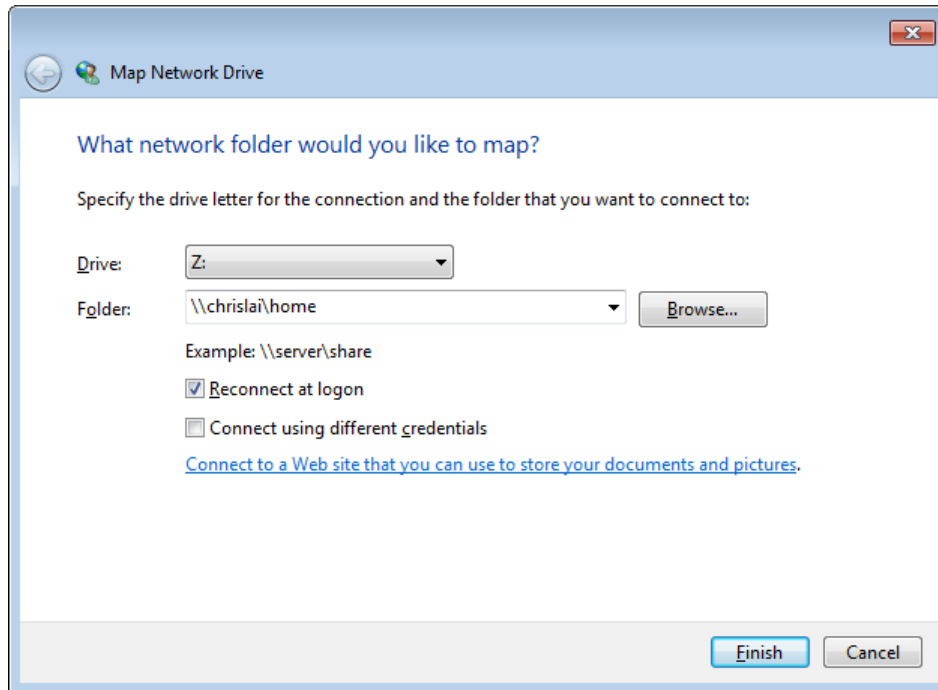 Map Network Drive
What network folder would you like to map?
Specify the drive letter for the connection and the folder that you want to connect to:
Drive: Z:
Folder: \\chrislai\home Browse...
Example: \\server\share
Reconnect at logon
Connect using different credentials
Connect to a Web site that you can use to store your documents and pictures.
Finish Cancel